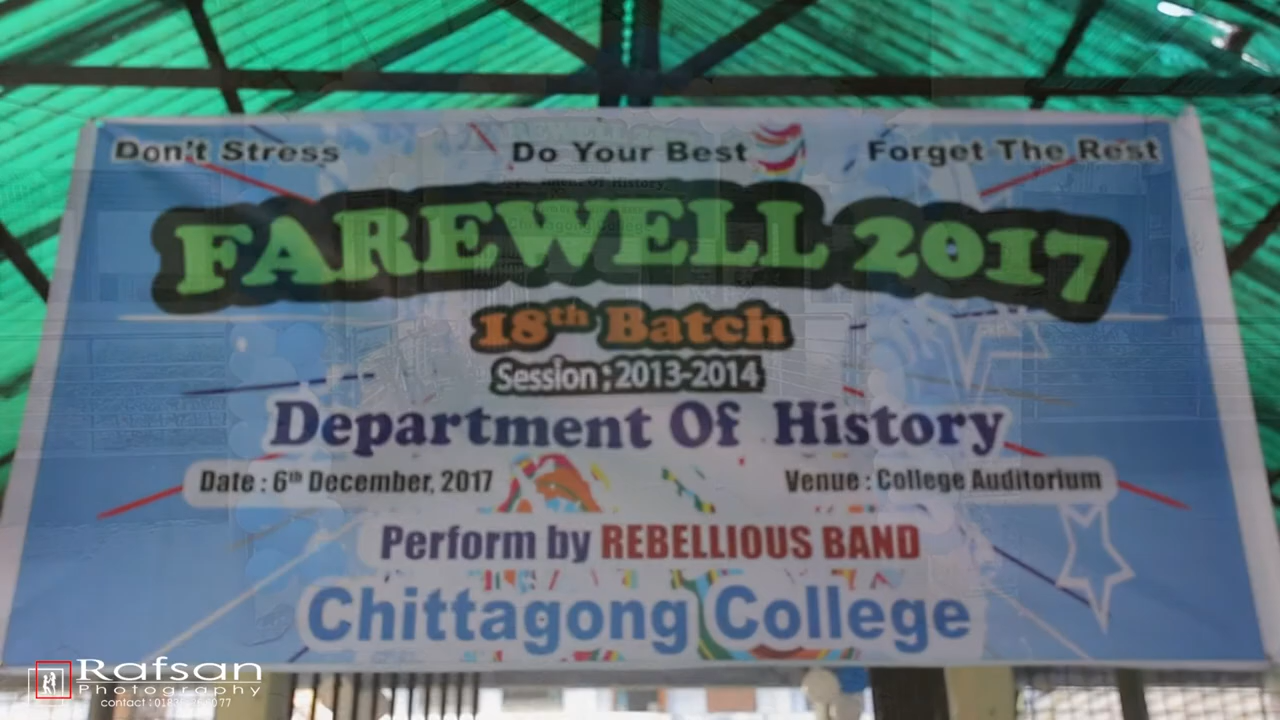 Don't Stress Do Your Best Forget The Rest
FAREWELL 2017
18th Batch
Session ; 2013-2014
Department Of History
Date : 6th December, 2017 Venue : College Auditorium
Perform by REBELLIOUS BAND
Chittagong College
Rafsan
Photography
contact :